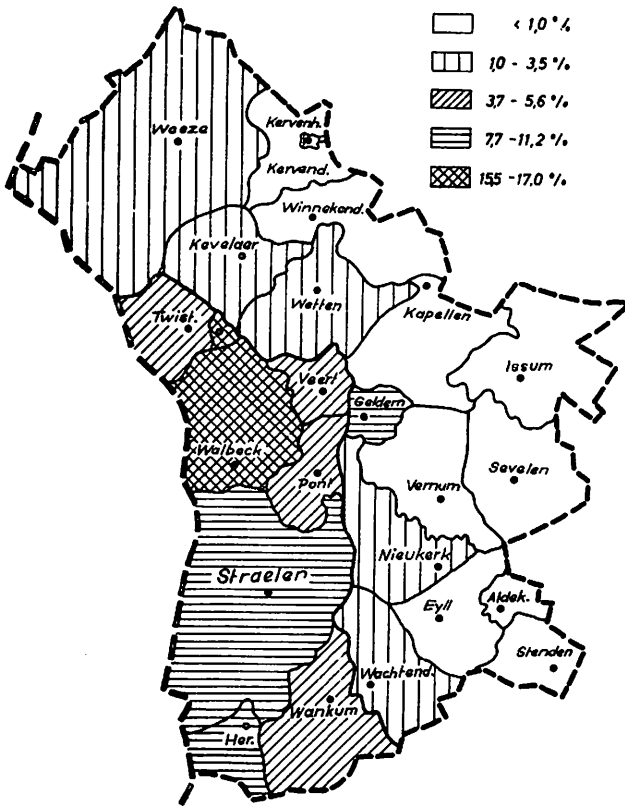 < 1,0 %
1,0 - 3,5 %
3,7 - 5,6 %
7,7 - 11,2 %
15,5 - 17,0 %
Weeze
Kervenh.
Kervend.
Winnekend.
Kevelaer
Wetten
Kapellen
Twist.
Issum
Veert
Geldern
Walbeck
Pont
Vernum
Sevelen
Nieukerk
Straelen
Aldek.
Eyll
Stenden
Wachtend.
Wankum
Her.